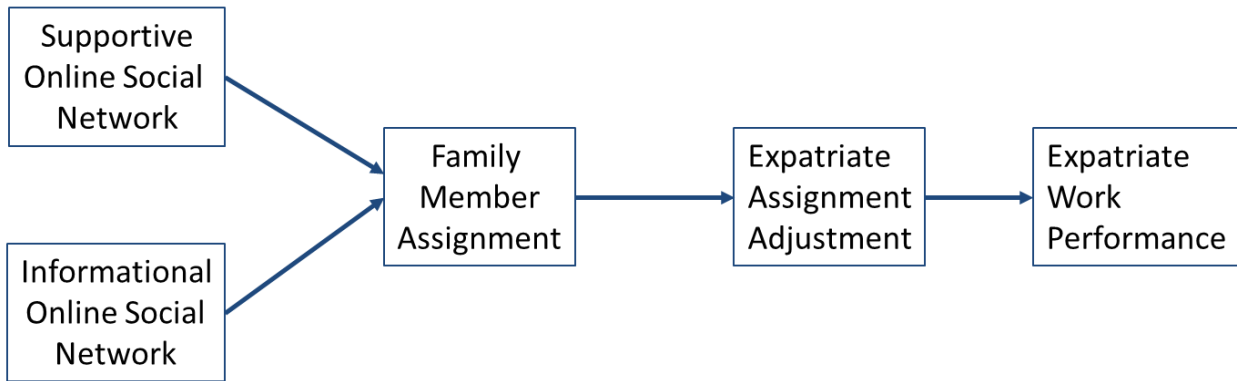 Supportive
Online Social
Network
Informational
Online Social
Network
Family
Member
Assignment
Expatriate
Assignment
Adjustment
Expatriate
Work
Performance